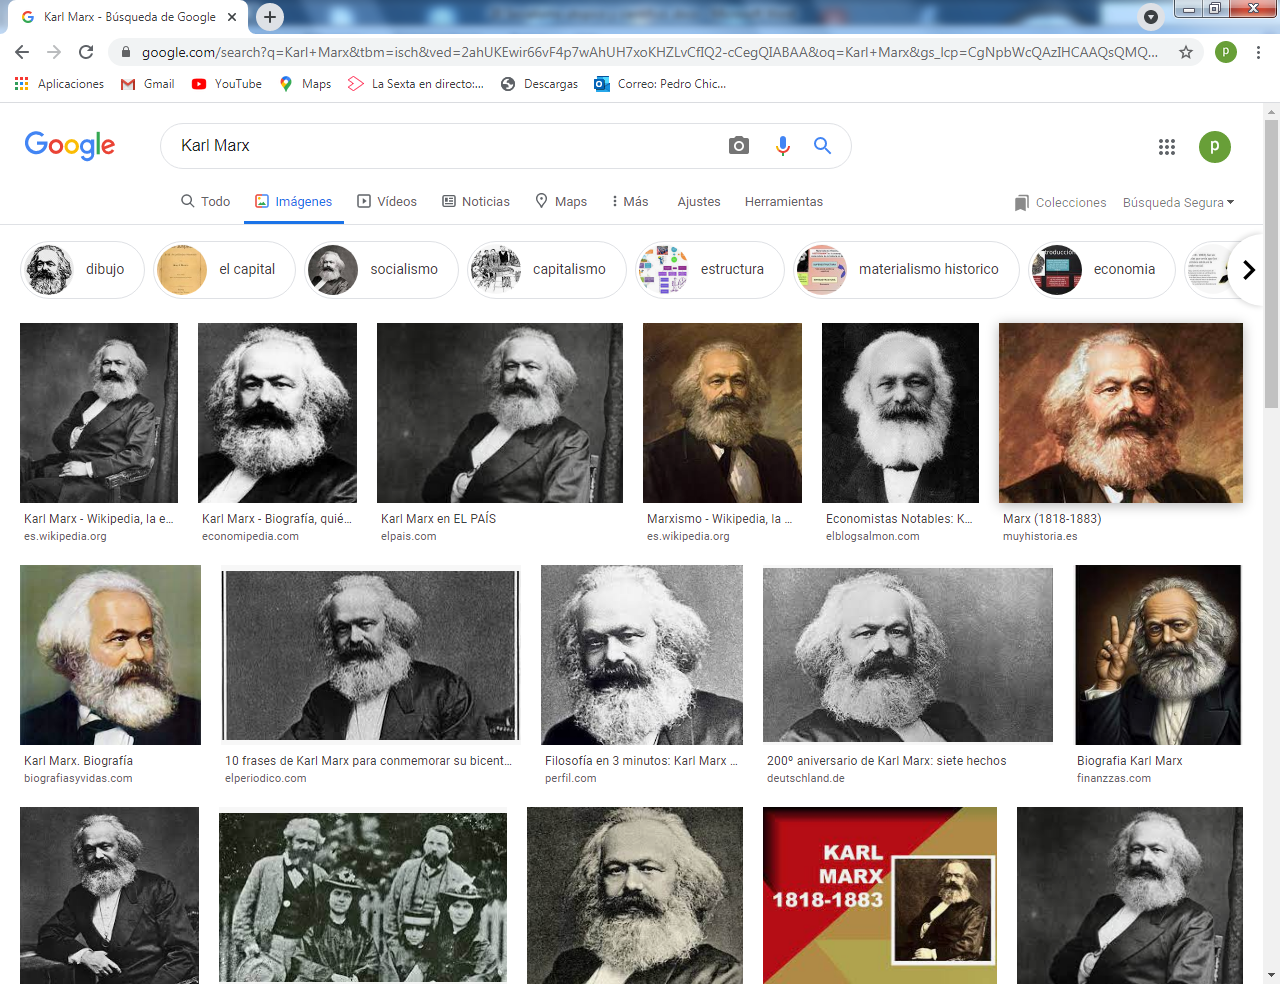 Karl Marx - Búsqueda de Google
google.com/search?q=Karl+Marx&tbm=isch&ved=2ahUKEwir66vF4p7wAhUH7xoKHZLvCfIQ2-cCegQIABAA&oq=Karl+Marx&gs_lcp=CgNpbWcQAzIHCAAQsQMQ...
p
Aplicaciones
Gmail
YouTube
Maps
La Sexta en directo:...
Descargas
Correo: Pedro Chic...
Google
Karl Marx
p
Todo
Imágenes
Vídeos
Noticias
Maps
Más
Ajustes
Herramientas
Colecciones
Búsqueda Segura
dibujo
el capital
socialismo
capitalismo
estructura
materialismo historico
economia
Karl Marx - Wikipedia, la e...
es.wikipedia.org
Karl Marx - Biografía, quié...
economipedia.com
Karl Marx en EL PAÍS
elpais.com
Marxismo - Wikipedia, la ...
es.wikipedia.org
Economistas Notables: K...
elblogsalmon.com
Marx (1818-1883)
muyhistoria.es
Karl Marx. Biografía
biografiasyvidas.com
10 frases de Karl Marx para conmemorar su bicent...
elperiodico.com
Filosofía en 3 minutos: Karl Marx ...
perfil.com
200º aniversario de Karl Marx: siete hechos
deutschland.de
Biografia Karl Marx
finanzzas.com
KARL
MARX
1818-1883